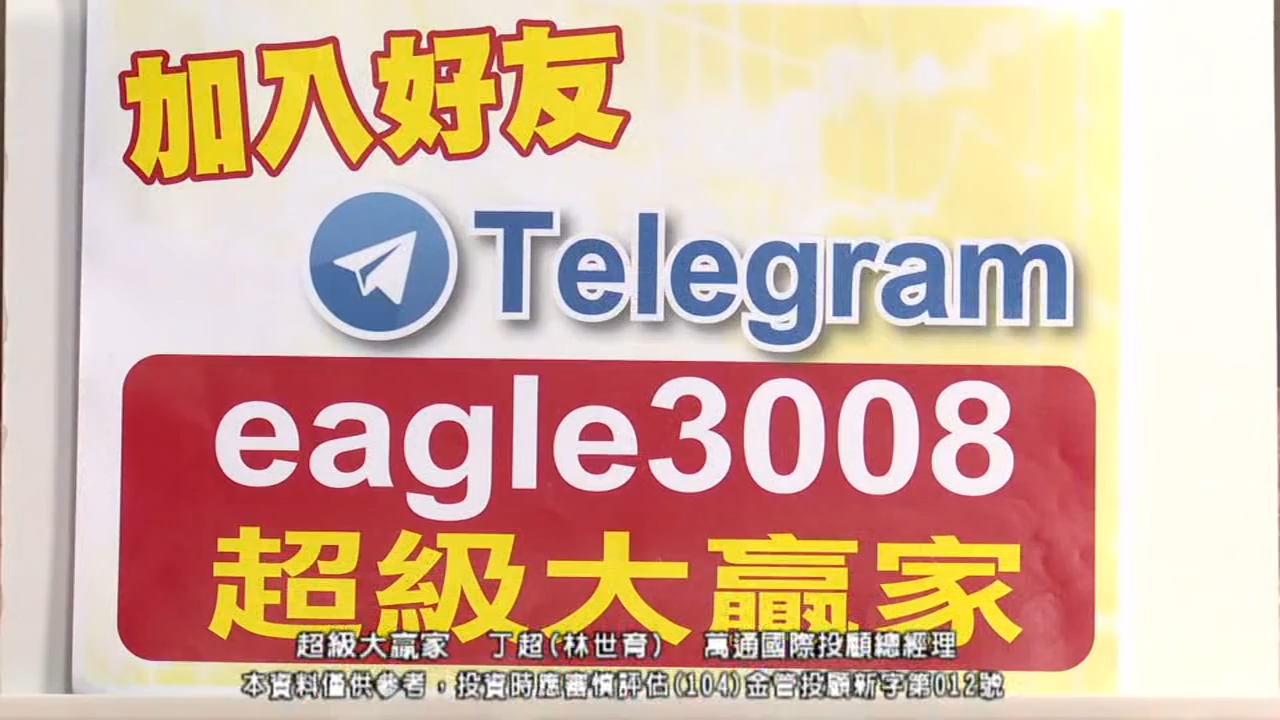 加入好友
Telegram
eagle3008
超級大贏家
超級大贏家 丁超(林世育) 萬通國際投顧總經理
本資料僅供參考，投資時應審慎評估(104)金管投顧新字第012號